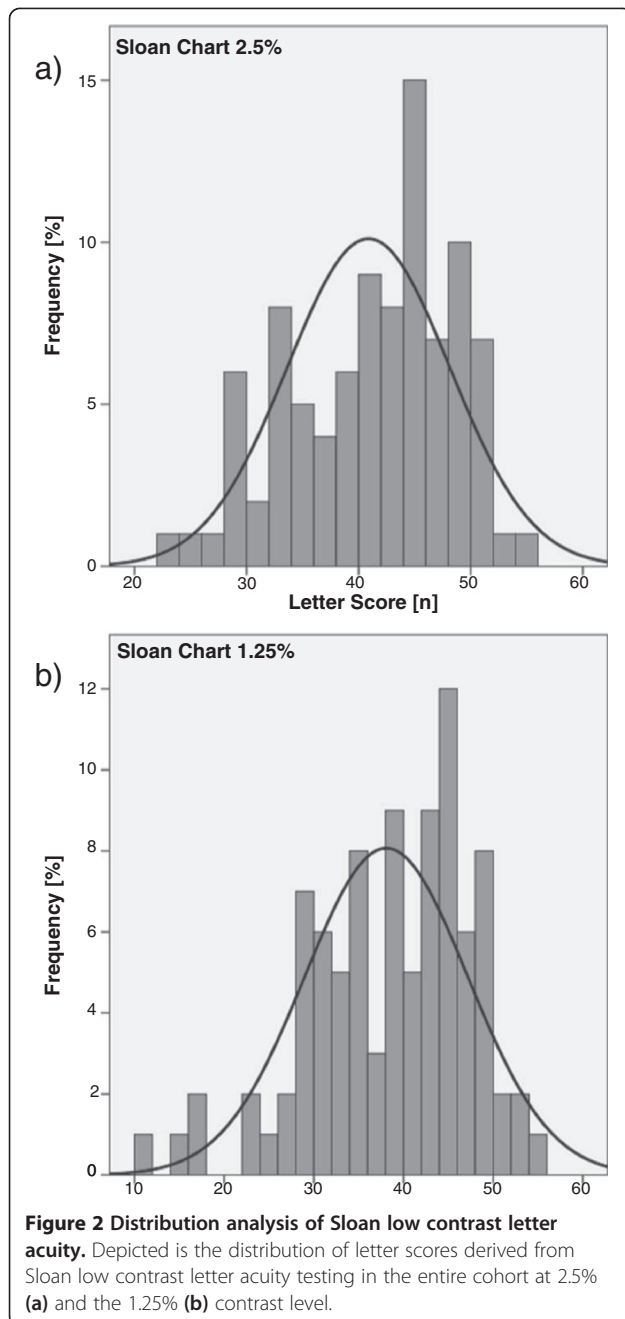 a)
Sloan Chart 2.5%
15
10
5
0
Frequency [%]
20 30 40 50 60
Letter Score [n]
b)
Sloan Chart 1.25%
12
10
8
6
4
2
0
Frequency [%]
10 20 30 40 50 60
Figure 2 Distribution analysis of Sloan low contrast letter
acuity. Depicted is the distribution of letter scores derived from
Sloan low contrast letter acuity testing in the entire cohort at 2.5%
(a) and the 1.25% (b) contrast level.